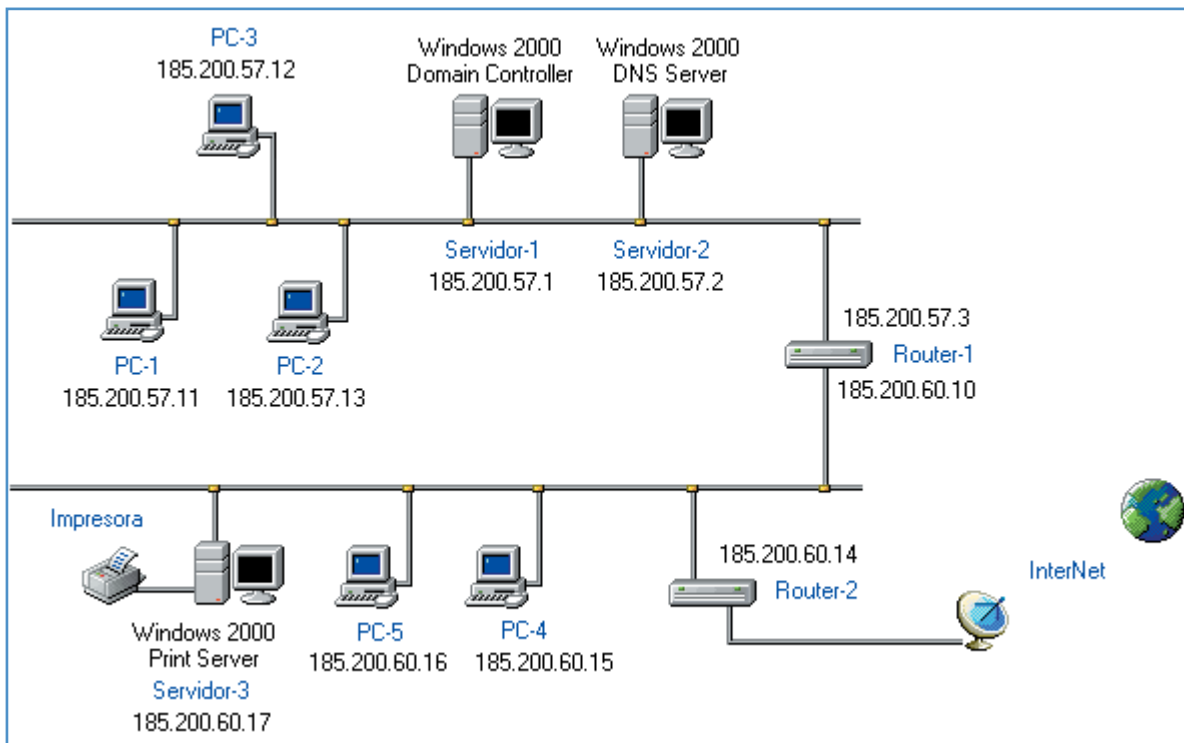 PC-3
185.200.57.12
Windows 2000
Domain Controller
Windows 2000
DNS Server
Servidor-1
185.200.57.1
Servidor-2
185.200.57.2
PC-1
185.200.57.11
PC-2
185.200.57.13
185.200.57.3
Router-1
185.200.60.10
Impresora
Windows 2000
Print Server
Servidor-3
185.200.60.17
PC-5
185.200.60.16
PC-4
185.200.60.15
185.200.60.14
Router-2
InterNet